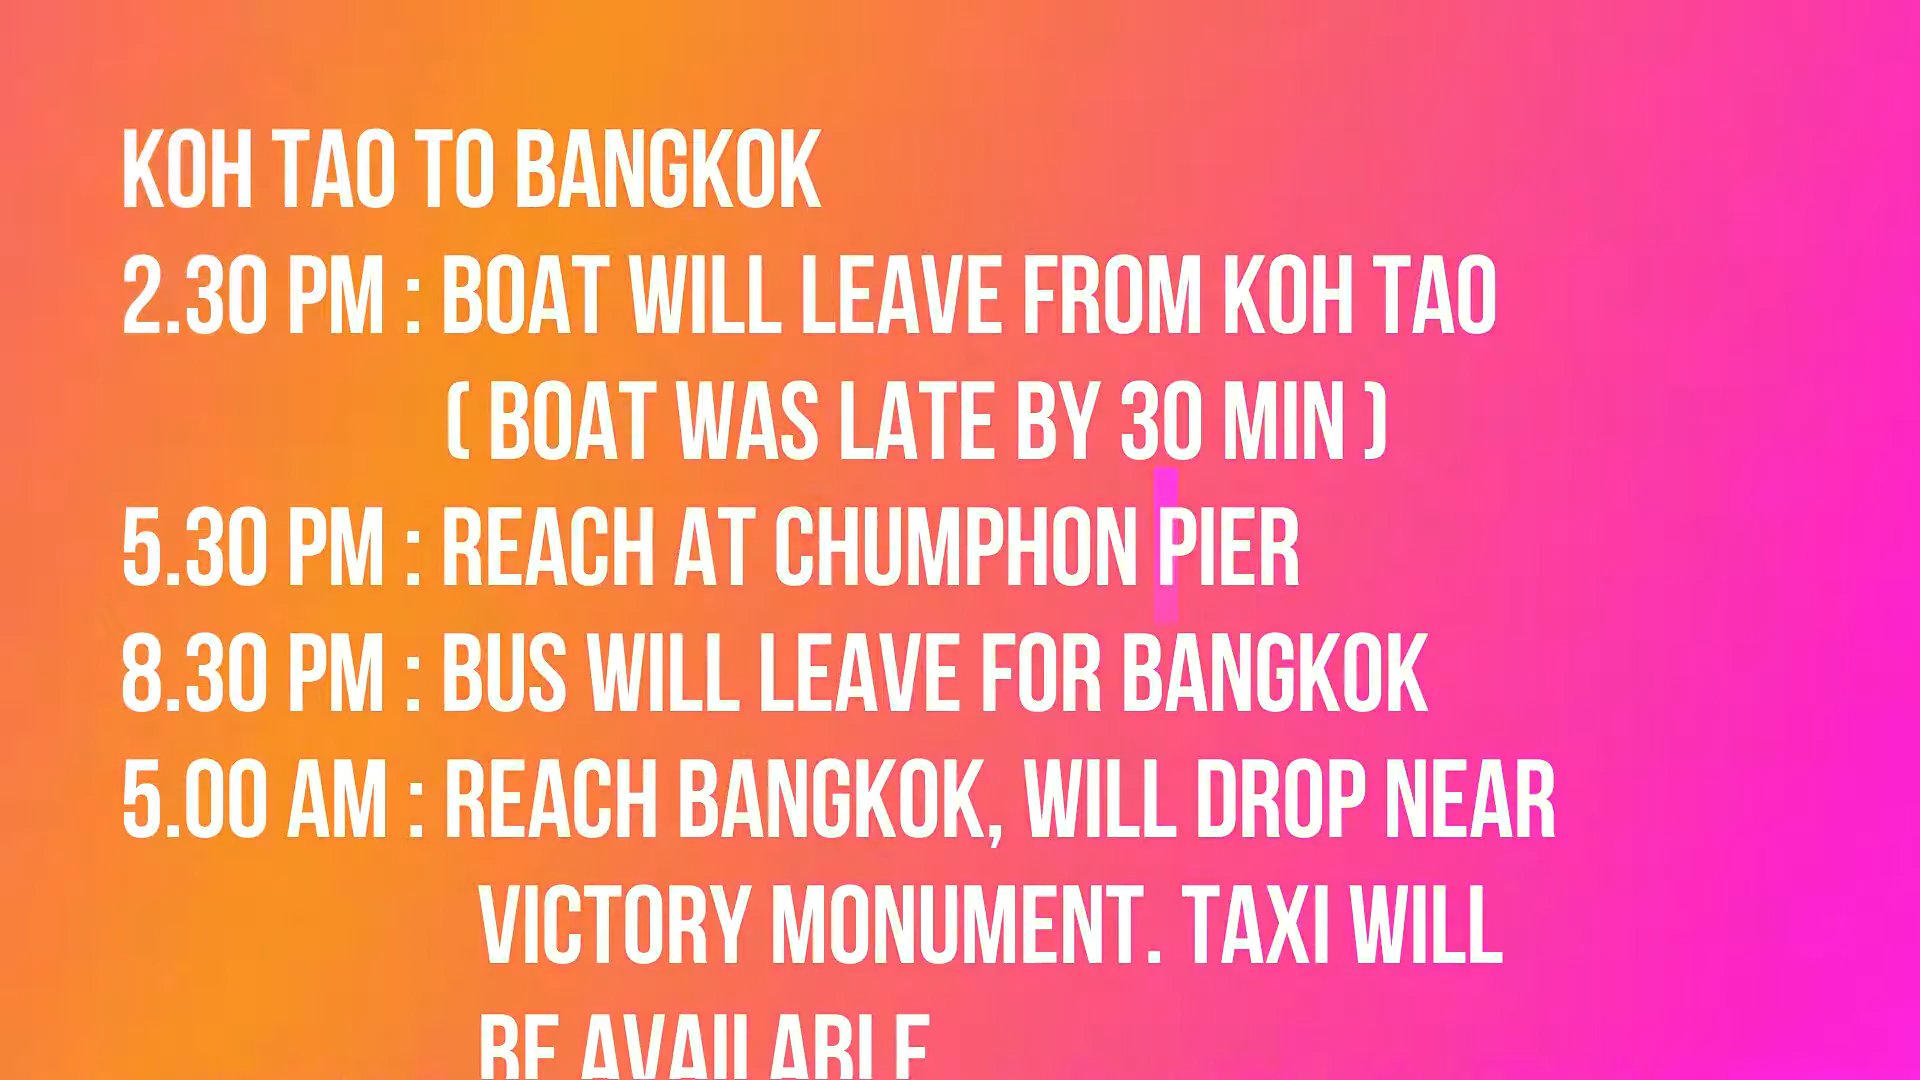 KOH TAO TO BANGKOK
2.30 PM : BOAT WILL LEAVE FROM KOH TAO
( BOAT WAS LATE BY 30 MIN )
5.30 PM : REACH AT CHUMPHON PIER
8.30 PM : BUS WILL LEAVE FOR BANGKOK
5.00 AM : REACH BANGKOK, WILL DROP NEAR
VICTORY MONUMENT. TAXI WILL
BE AVAILABLE